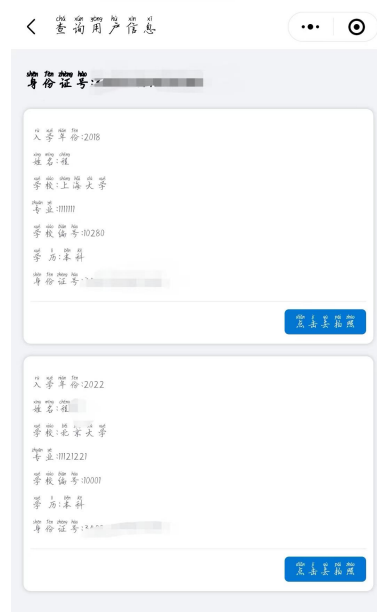 查询用户信息
身份证号:
入学年份:2018
姓名:程
学校:上海大学
专业:1111111
学校编号:10280
学历:本科
身份证号:
点击去拍照
入学年份:2022
姓名:程
学校:北京大学
专业:11121221
学校编号:10001
学历:本科
身份证号:
点击去拍照